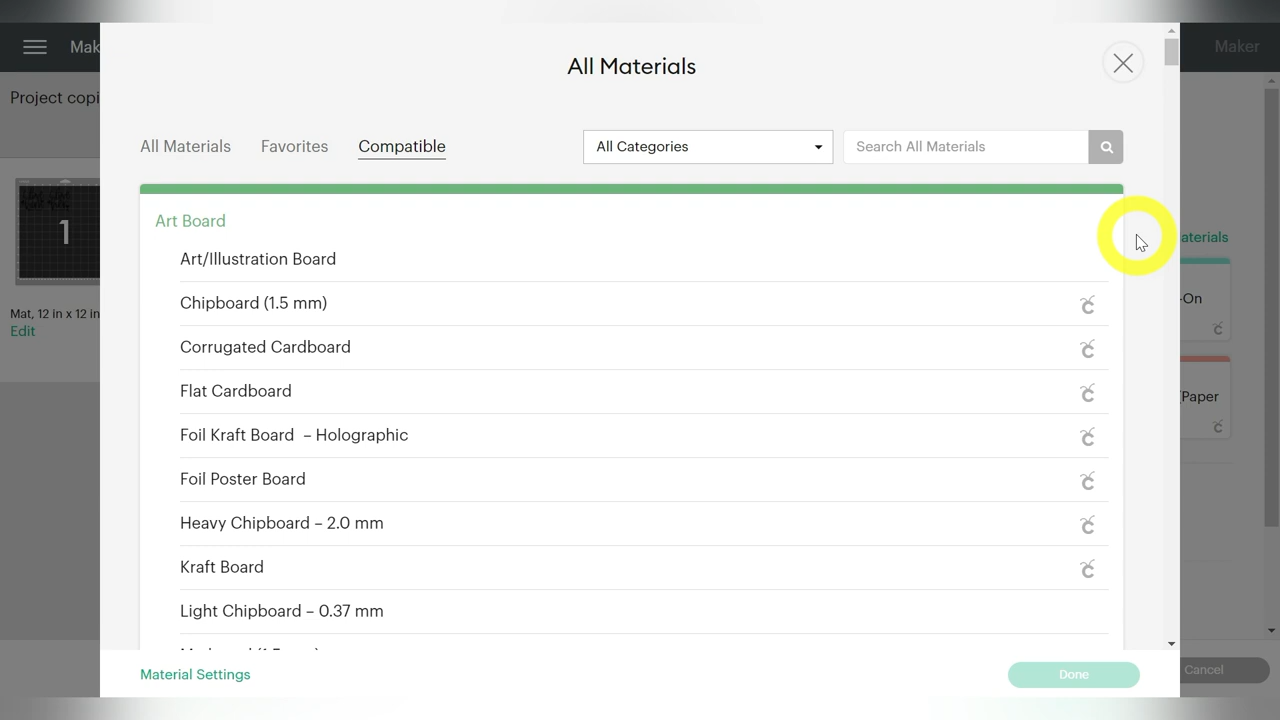 Mak
Maker
All Materials
Project copi
All Materials
Favorites
Compatible
All Categories
Search All Materials
Art Board
1
aterials
Art/Illustration Board
-On
Chipboard (1.5 mm)
Mat, 12 in x 12 in
Edit
Corrugated Cardboard
Flat Cardboard
(Paper
Foil Kraft Board – Holographic
Foil Poster Board
Heavy Chipboard – 2.0 mm
Kraft Board
Light Chipboard – 0.37 mm
Material Settings
Done
Cancel